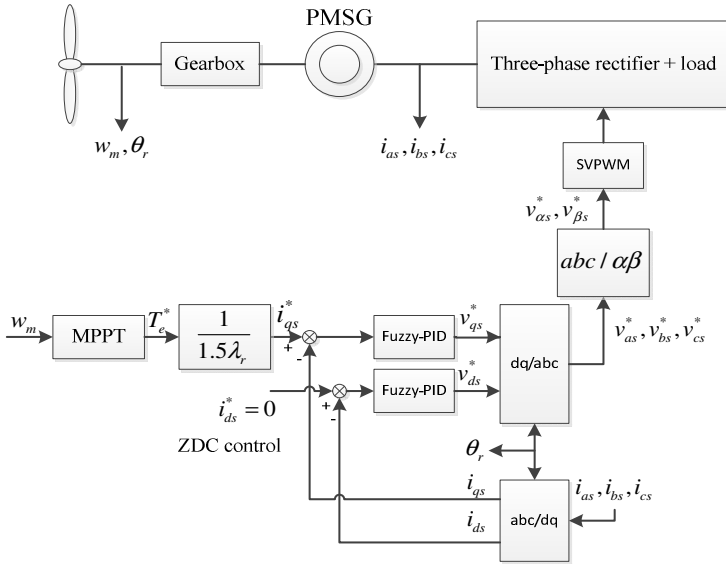 PMSG
Gearbox
Three-phase rectifier + load
w_m, θ_r
i_as, i_bs, i_cs
SVPWM
v*_αs, v*_βs
abc / αβ
v*_as, v*_bs, v*_cs
w_m
MPPT
T_e^*
1
1.5λ_r
i*_qs
+
-
Fuzzy-PID
v*_qs
dq/abc
i*_ds = 0
+
-
Fuzzy-PID
v*_ds
ZDC control
θ_r
i_qs
i_ds
abc/dq
i_as, i_bs, i_cs